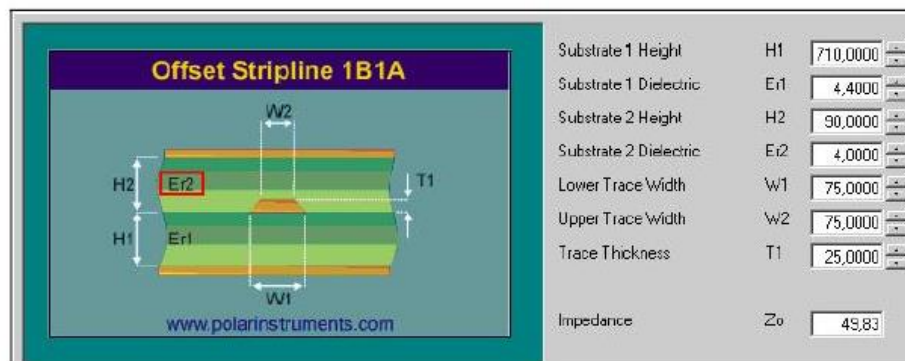 Offset Stripline 1B1A
W2
H2
Er2
T1
H1
Er1
W1
www.polarinstruments.com
Substrate 1 Height H1 710,0000
Substrate 1 Dielectric Er1 4,4000
Substrate 2 Height H2 90,0000
Substrate 2 Dielectric Er2 4,0000
Lower Trace Width W1 75,0000
Upper Trace Width W2 75,0000
Trace Thickness T1 25,0000
Impedance Zo 49,83